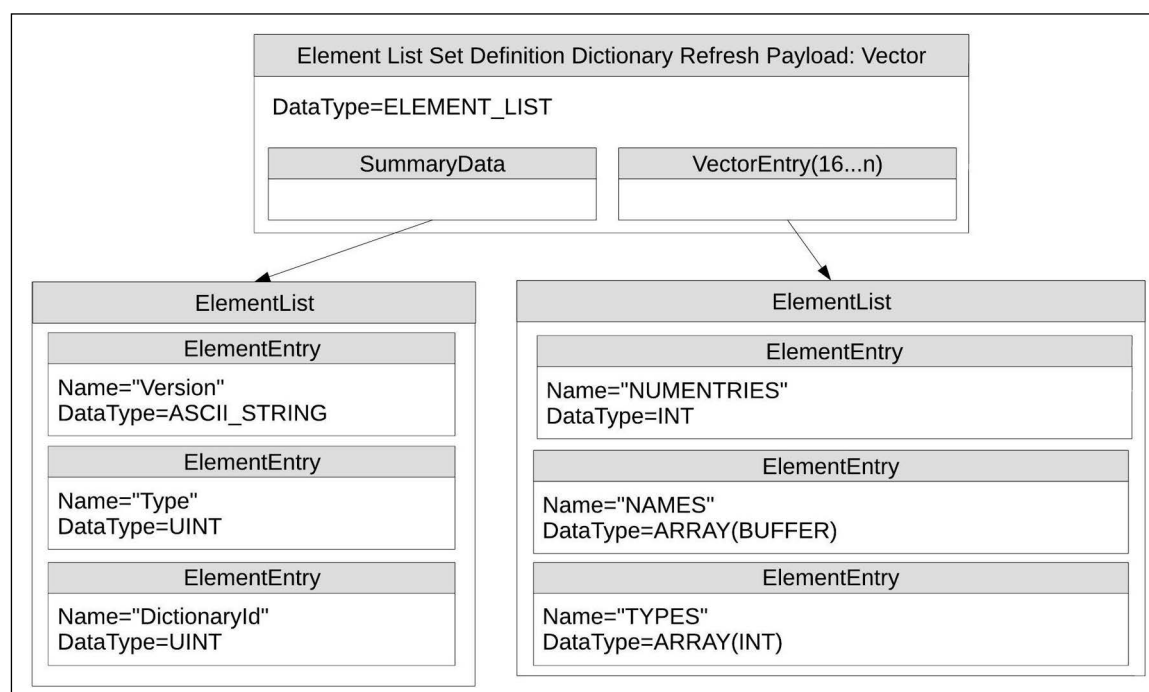 Element List Set Definition Dictionary Refresh Payload: Vector
DataType=ELEMENT_LIST
SummaryData
VectorEntry(16...n)
ElementList
ElementEntry
Name="Version"
DataType=ASCII_STRING
ElementEntry
Name="Type"
DataType=UINT
ElementEntry
Name="DictionaryId"
DataType=UINT
ElementList
ElementEntry
Name="NUMENTRIES"
DataType=INT
ElementEntry
Name="NAMES"
DataType=ARRAY(BUFFER)
ElementEntry
Name="TYPES"
DataType=ARRAY(INT)